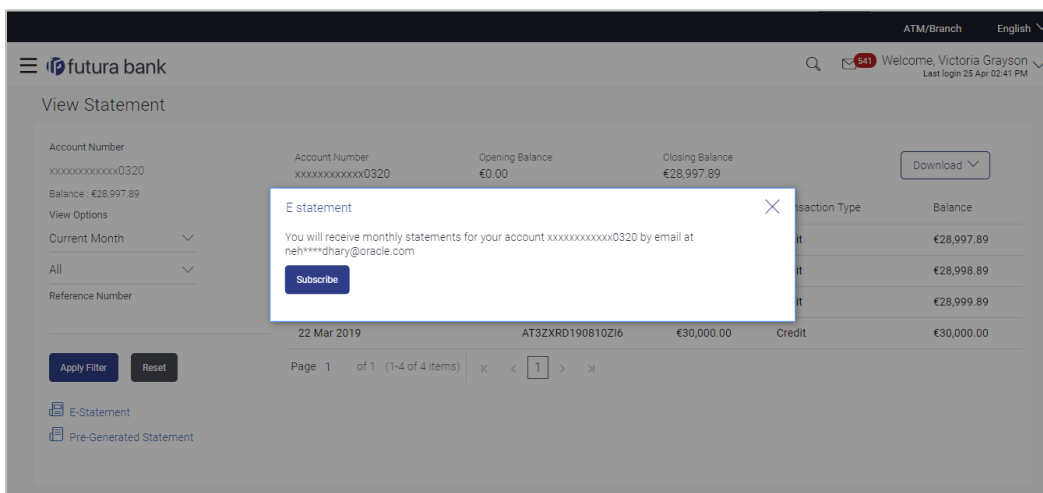 ATM/Branch English
futura bank
541 Welcome, Victoria Grayson
Last login 25 Apr 02:41 PM
View Statement
Account Number
xxxxxxxxxxxx0320
Balance : €28,997.89
View Options
Current Month
All
Reference Number
Apply Filter Reset
E-Statement
Pre-Generated Statement
Account Number Opening Balance Closing Balance
xxxxxxxxxxxx0320 €0.00 €28,997.89
Download
nsaction Type Balance
it €28,997.89
it €28,998.89
it €28,999.89
E statement
You will receive monthly statements for your account xxxxxxxxxxxx0320 by email at
neh****dhary@oracle.com
Subscribe
22 Mar 2019 AT3ZXRD190810ZI6 €30,000.00 Credit €30,000.00
Page 1 of 1 (1-4 of 4 items) K < 1 > >|